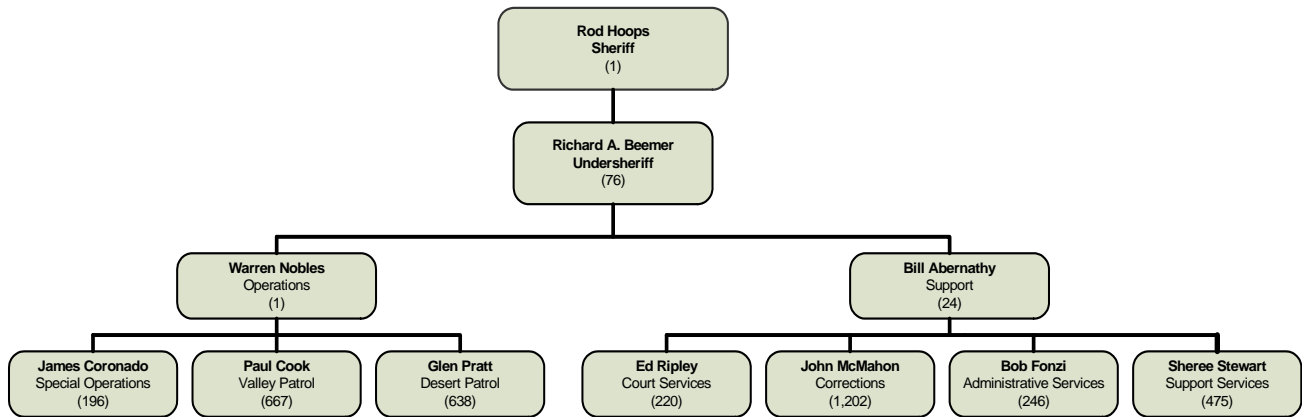 Rod Hoops
Sheriff
(1)
Richard A. Beemer
Undersheriff
(76)
Warren Nobles
Operations
(1)
Bill Abernathy
Support
(24)
James Coronado
Special Operations
(196)
Paul Cook
Valley Patrol
(667)
Glen Pratt
Desert Patrol
(638)
Ed Ripley
Court Services
(220)
John McMahon
Corrections
(1,202)
Bob Fonzi
Administrative Services
(246)
Sheree Stewart
Support Services
(475)